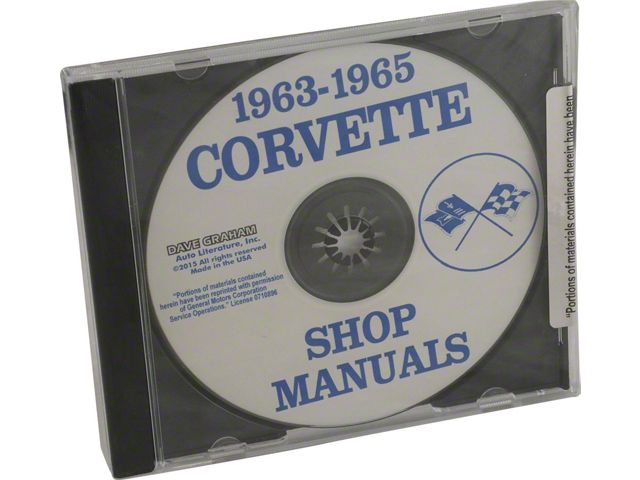 1963-1965
CORVETTE
DAVE GRAHAM
Auto Literature, Inc.
©2015 All rights reserved
Made in the USA
"Portions of materials contained
herein have been reprinted with permission
of General Motors Corporation
Service Operations." License 0710896
SHOP
MANUALS
"Portions of materials contained herein have been